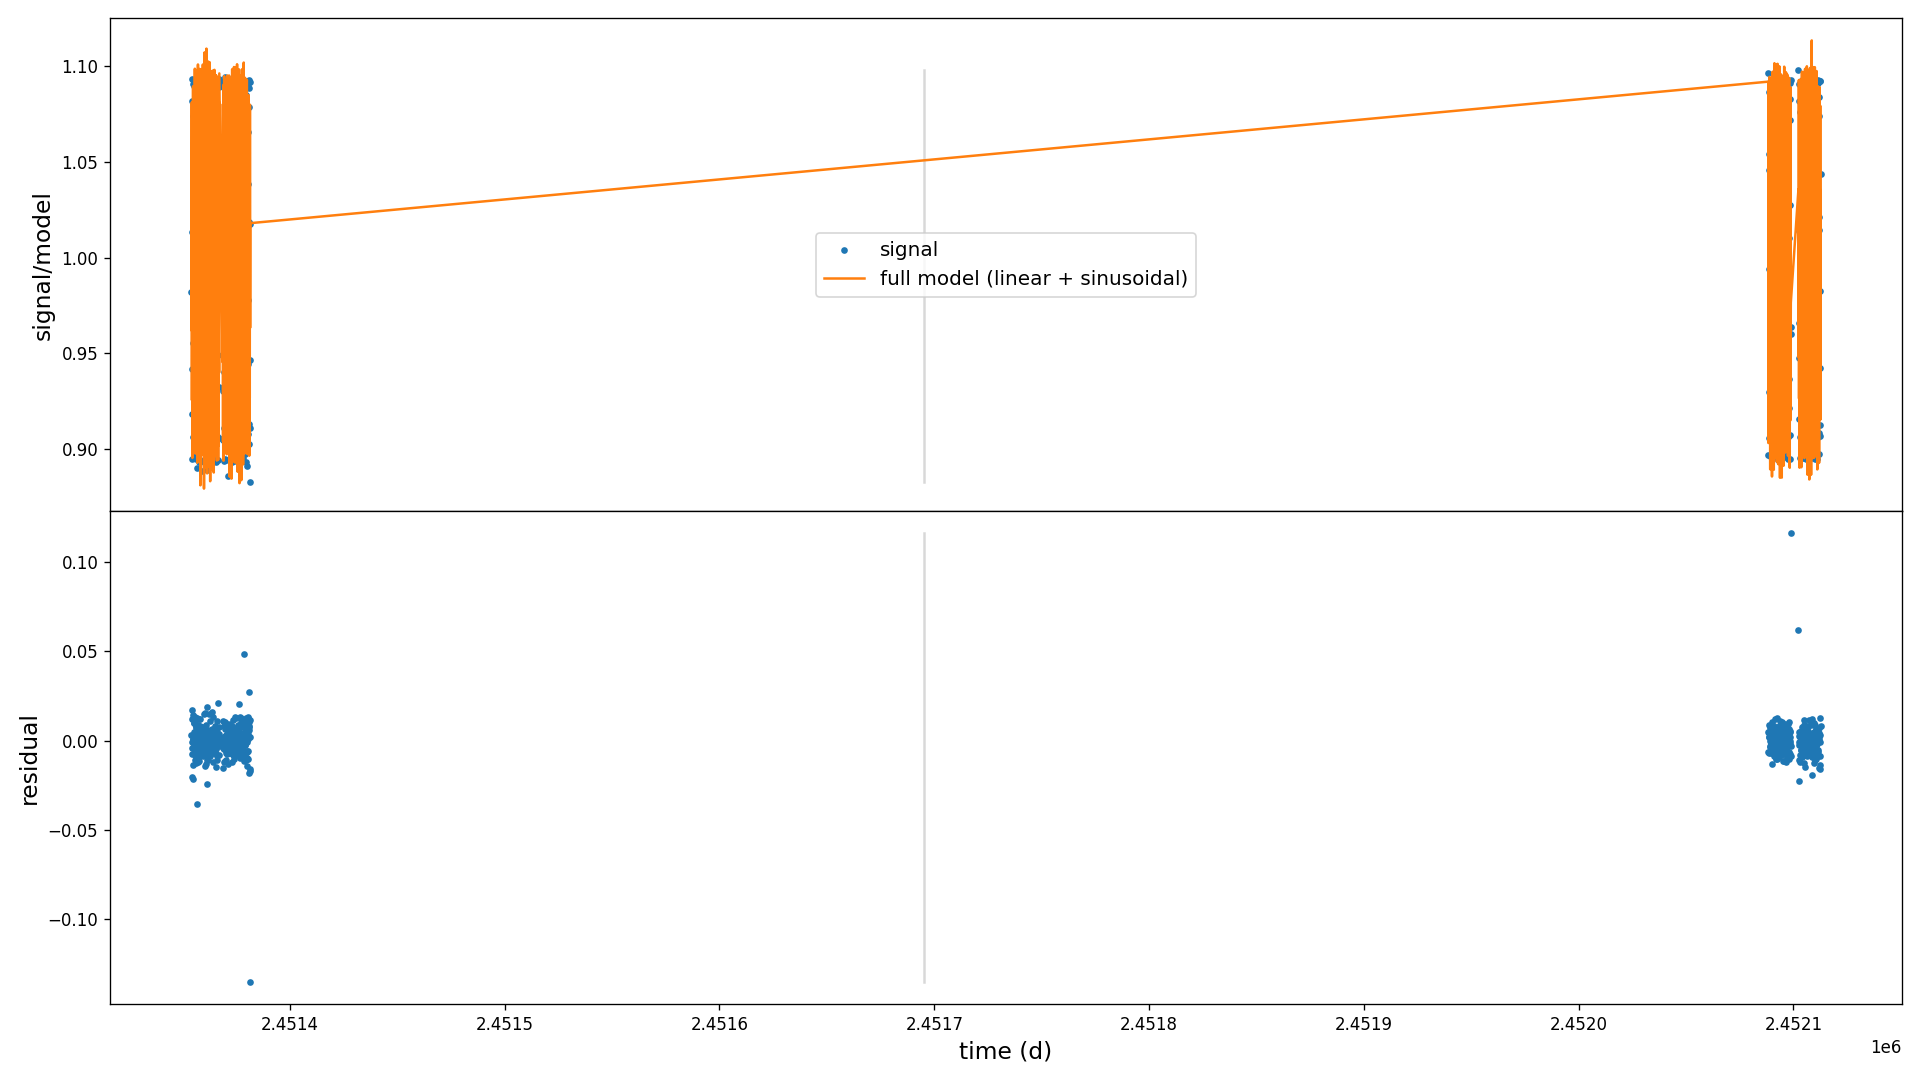 1.10
1.05
1.00
0.95
0.90
signal/model
signal
full model (linear + sinusoidal)
0.10
0.05
0.00
−0.05
−0.10
residual
2.4514 2.4515 2.4516 2.4517 2.4518 2.4519 2.4520 2.4521
1e6
time (d)